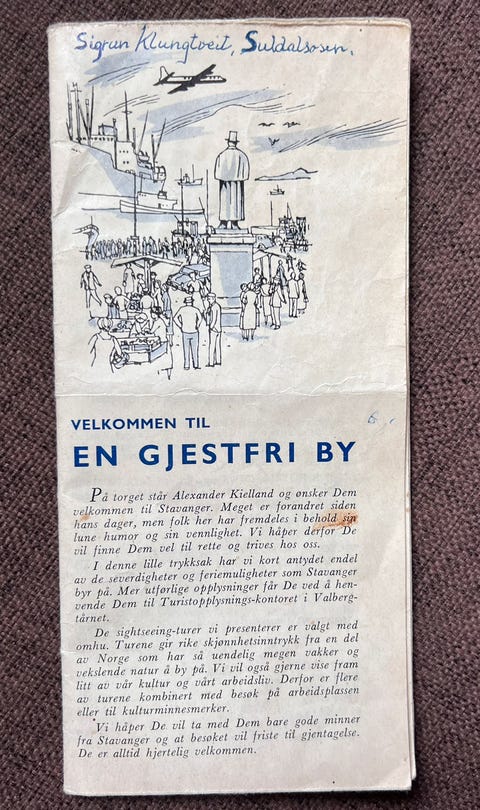 Sigrun Klungtveit, Suldalsosen.
VELKOMMEN TIL
EN GJESTFRI BY
På torget står Alexander Kielland og ønsker Dem
velkommen til Stavanger. Meget er forandret siden
hans dager, men folk her har fremdeles i behold sin
lune humor og sin vennlighet. Vi håper derfor De
vil finne Dem vel til rette og trives hos oss.
I denne lille trykksak har vi kort antydet endel
av de severdigheter og feriemuligheter som Stavanger
byr på. Mer utførlige opplysninger får De ved å hen-
vende Dem til Turistopplysnings-kontoret i Valberg-
tårnet.
De sightseeing-turer vi presenterer er valgt med
omhu. Turene gir rike skjønnhetsinntrykk fra en del
av Norge som har så uendelig megen vakker og
vekslende natur å by på. Vi vil også gjerne vise fram
litt av vår kultur og vårt arbeidsliv. Derfor er flere
av turene kombinert med besøk på arbeidsplassen
eller til kulturminnesmerker.
Vi håper De vil ta med Dem bare gode minner
fra Stavanger og at besøket vil friste til gjentagelse.
De er alltid hjertelig velkommen.